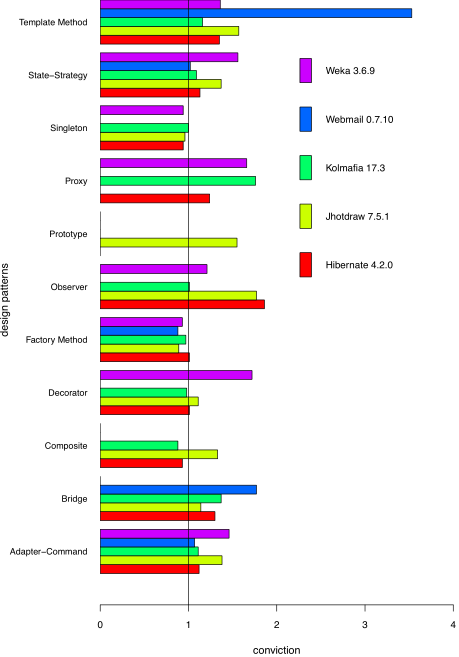 Template Method
State−Strategy
Singleton
Proxy
Prototype
Observer
Factory Method
Decorator
Composite
Bridge
Adapter−Command
design patterns
Weka 3.6.9
Webmail 0.7.10
Kolmafia 17.3
Jhotdraw 7.5.1
Hibernate 4.2.0
0 1 2 3 4
conviction